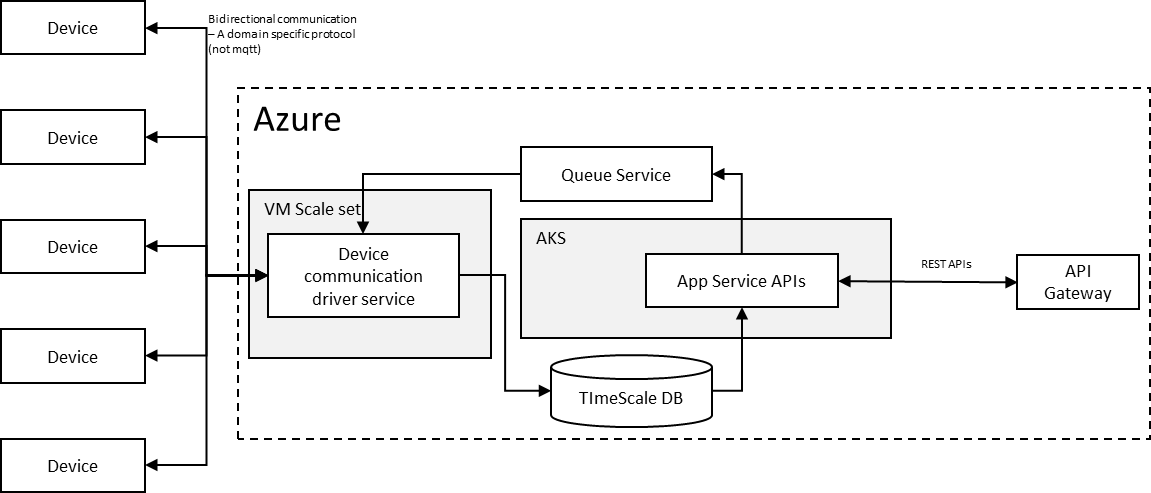 Device
Bidirectional communication
– A domain specific protocol
(not mqtt)
Azure
Device
Queue Service
VM Scale set
AKS
Device
Device
communication
driver service
App Service APIs
REST APIs
API
Gateway
Device
TImeScale DB
Device